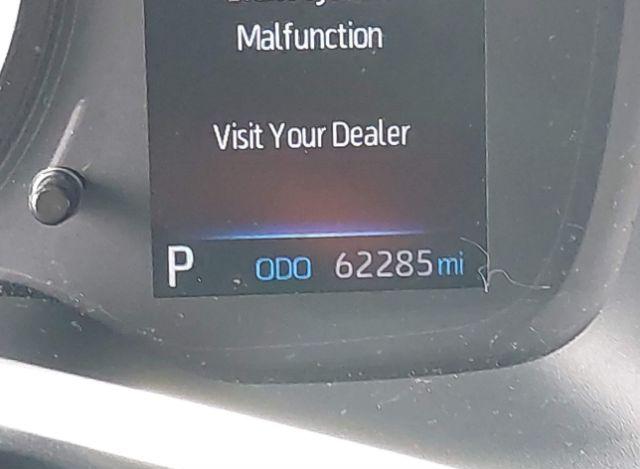 Malfunction
Visit Your Dealer
P ODO 62285 mi